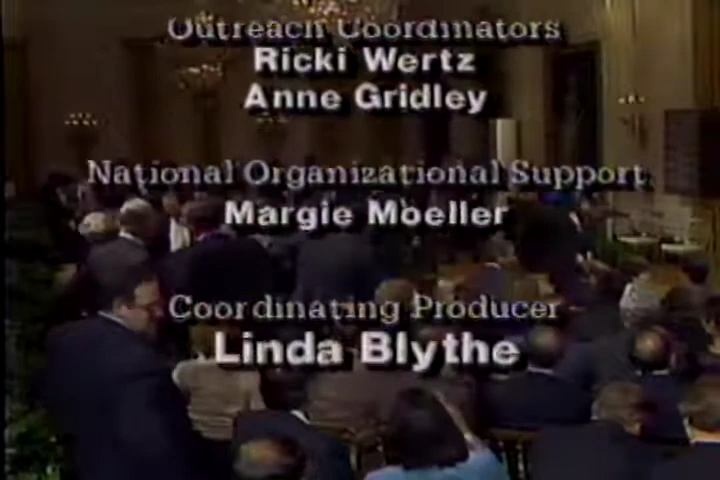 Outreach Coordinators
Ricki Wertz
Anne Gridley
National Organizational Support
Margie Moeller
Coordinating Producer
Linda Blythe